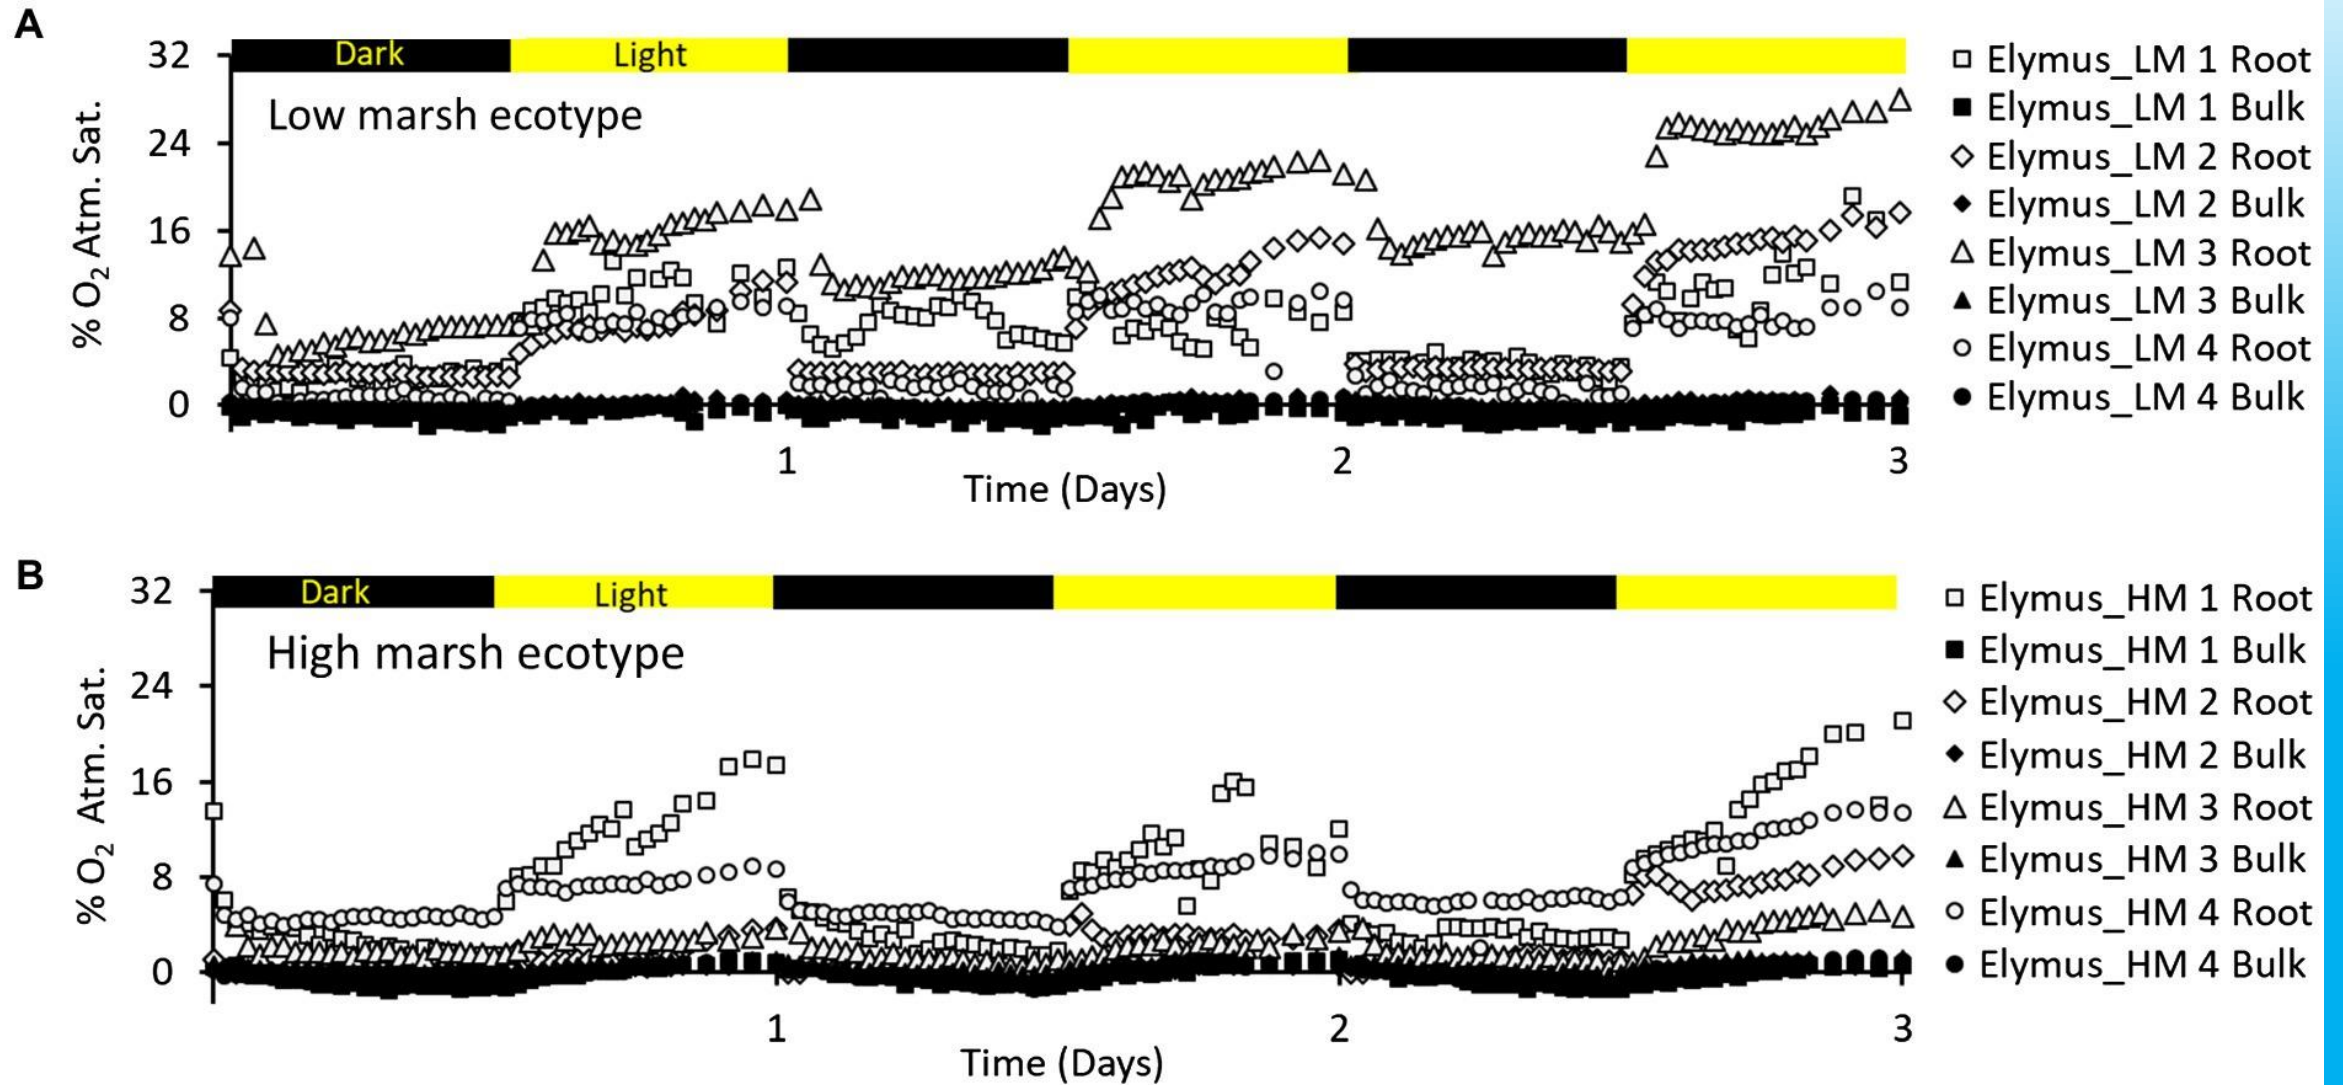 A
Dark Light
Low marsh ecotype
32
24
16
8
0
% O2 Atm. Sat.
1 2 3
Time (Days)
Elymus_LM 1 Root
Elymus_LM 1 Bulk
Elymus_LM 2 Root
Elymus_LM 2 Bulk
Elymus_LM 3 Root
Elymus_LM 3 Bulk
Elymus_LM 4 Root
Elymus_LM 4 Bulk
B
Dark Light
High marsh ecotype
32
24
16
8
0
% O2 Atm. Sat.
1 2 3
Time (Days)
Elymus_HM 1 Root
Elymus_HM 1 Bulk
Elymus_HM 2 Root
Elymus_HM 2 Bulk
Elymus_HM 3 Root
Elymus_HM 3 Bulk
Elymus_HM 4 Root
Elymus_HM 4 Bulk